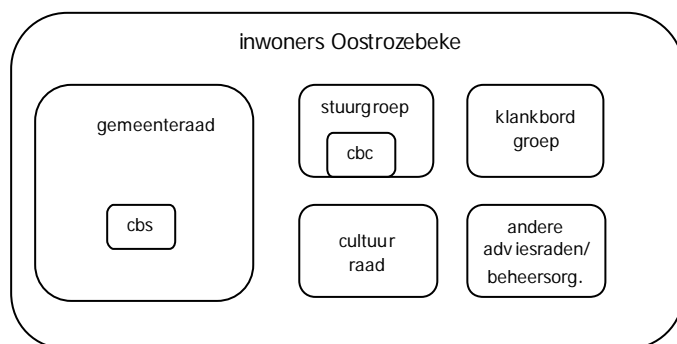 inwoners Oostrozebeke
gemeenteraad
cbs
stuurgroep
cbc
klankbord
groep
cultuur
raad
andere
adviesraden/
beheersorg.